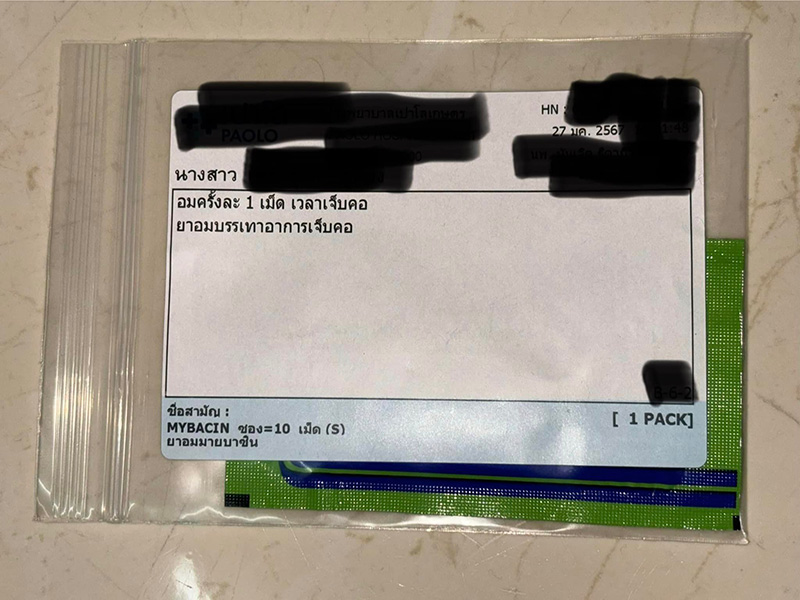 PAOLO
HN :
27 มค. 2567
นางสาว
อมครั้งละ 1 เม็ด เวลาเจ็บคอ
ยาอมบรรเทาอาการเจ็บคอ
ชื่อสามัญ :
MYBACIN ซอง=10 เม็ด (S)
[ 1 PACK]
ยาอมมายบาซิน